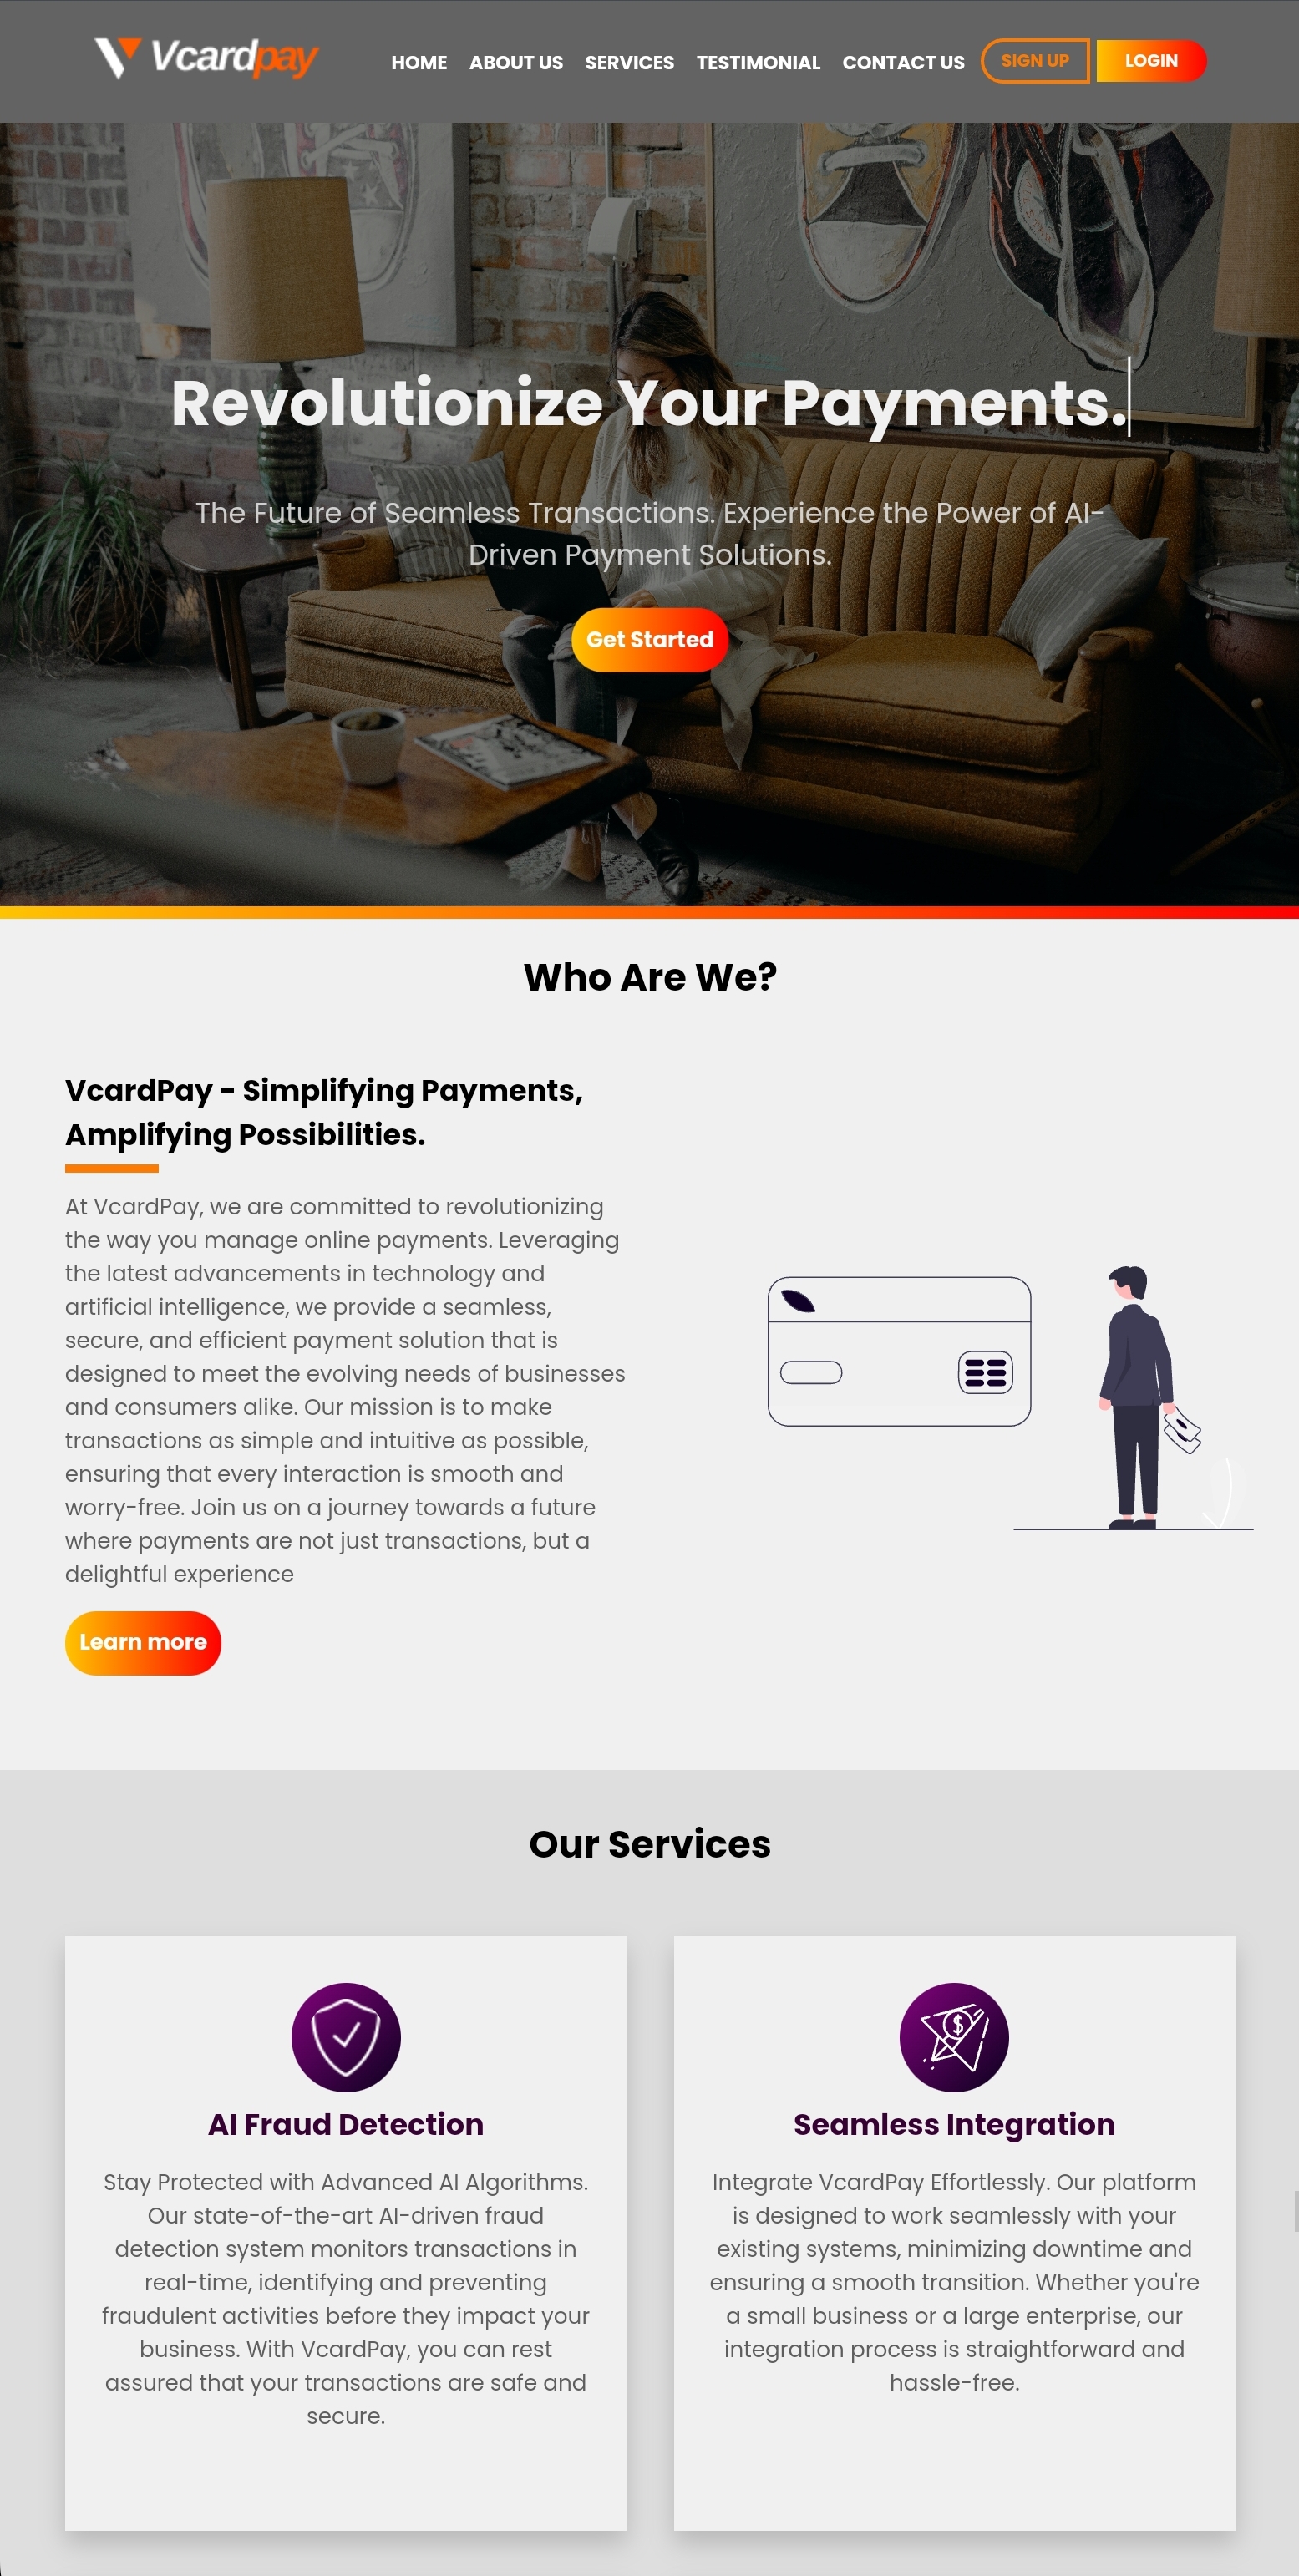 Vcardpay
HOME ABOUT US SERVICES TESTIMONIAL CONTACT US SIGN UP LOGIN
Revolutionize Your Payments.
The Future of Seamless Transactions. Experience the Power of AI-
Driven Payment Solutions.
Get Started
Who Are We?
VcardPay - Simplifying Payments,
Amplifying Possibilities.
At VcardPay, we are committed to revolutionizing
the way you manage online payments. Leveraging
the latest advancements in technology and
artificial intelligence, we provide a seamless,
secure, and efficient payment solution that is
designed to meet the evolving needs of businesses
and consumers alike. Our mission is to make
transactions as simple and intuitive as possible,
ensuring that every interaction is smooth and
worry-free. Join us on a journey towards a future
where payments are not just transactions, but a
delightful experience
Learn more
Our Services
AI Fraud Detection
Stay Protected with Advanced AI Algorithms.
Our state-of-the-art AI-driven fraud
detection system monitors transactions in
real-time, identifying and preventing
fraudulent activities before they impact your
business. With VcardPay, you can rest
assured that your transactions are safe and
secure.
$
Seamless Integration
Integrate VcardPay Effortlessly. Our platform
is designed to work seamlessly with your
existing systems, minimizing downtime and
ensuring a smooth transition. Whether you're
a small business or a large enterprise, our
integration process is straightforward and
hassle-free.